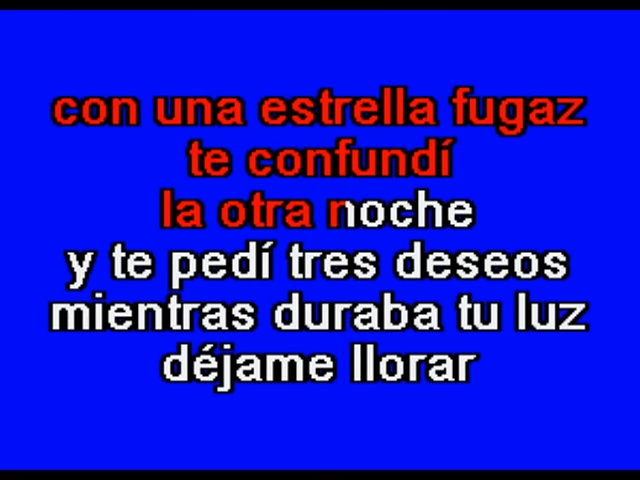 con una estrella fugaz
te confundí
la otra noche
y te pedí tres deseos
mientras duraba tu luz
déjame llorar